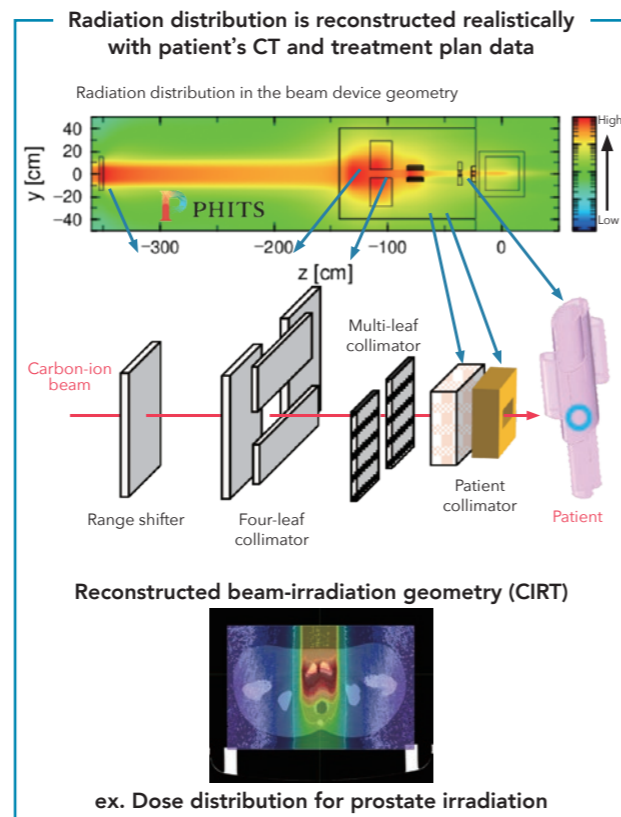 Radiation distribution is reconstructed realistically
with patient's CT and treatment plan data
Radiation distribution in the beam device geometry
y [cm]
40
20
0
−20
−40
PHITS
High
Low
−300
−200
−100
0
z [cm]
Carbon-ion
beam
Multi-leaf
collimator
Range shifter
Four-leaf
collimator
Patient
collimator
Patient
Reconstructed beam-irradiation geometry (CIRT)
ex. Dose distribution for prostate irradiation